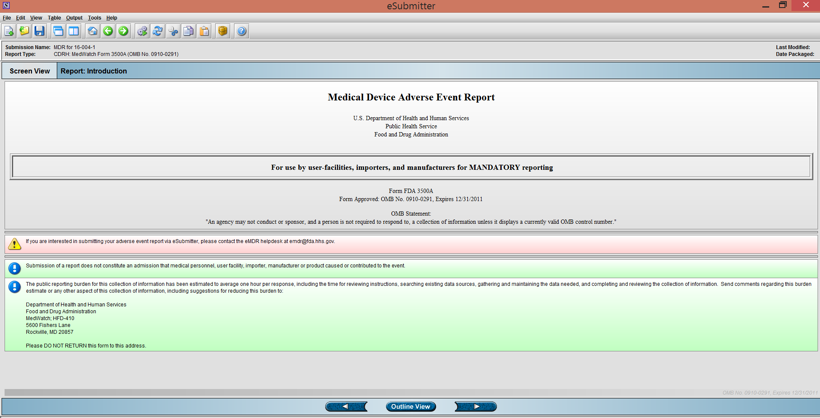 eSubmitter
File Edit View Table Output Tools Help
Submission Name: MDR for 16-004-1
Last Modified:
Report Type: CDRH: MedWatch Form 3500A (OMB No. 0910-0291)
Date Packaged:
Screen View Report: Introduction
Medical Device Adverse Event Report
U.S. Department of Health and Human Services
Public Health Service
Food and Drug Administration
For use by user-facilities, importers, and manufacturers for MANDATORY reporting
Form FDA 3500A
Form Approved: OMB No. 0910-0291, Expires 12/31/2011
OMB Statement:
"An agency may not conduct or sponsor, and a person is not required to respond to, a collection of information unless it displays a currently valid OMB control number."
If you are interested in submitting your adverse event report via eSubmitter, please contact the eMDR helpdesk at emdr@fda.hhs.gov.
Submission of a report does not constitute an admission that medical personnel, user facility, importer, manufacturer or product caused or contributed to the event.
The public reporting burden for this collection of information has been estimated to average one hour per response, including the time for reviewing instructions, searching existing data sources, gathering and maintaining the data needed, and completing and reviewing the collection of information. Send comments regarding this burden
estimate or any other aspect of this collection of information, including suggestions for reducing this burden to:
Department of Health and Human Services
Food and Drug Administration
MedWatch; HFD-410
5600 Fishers Lane
Rockville, MD 20857
Please DO NOT RETURN this form to this address.
OMB No. 0910-0291, Expires 12/31/2011
Outline View